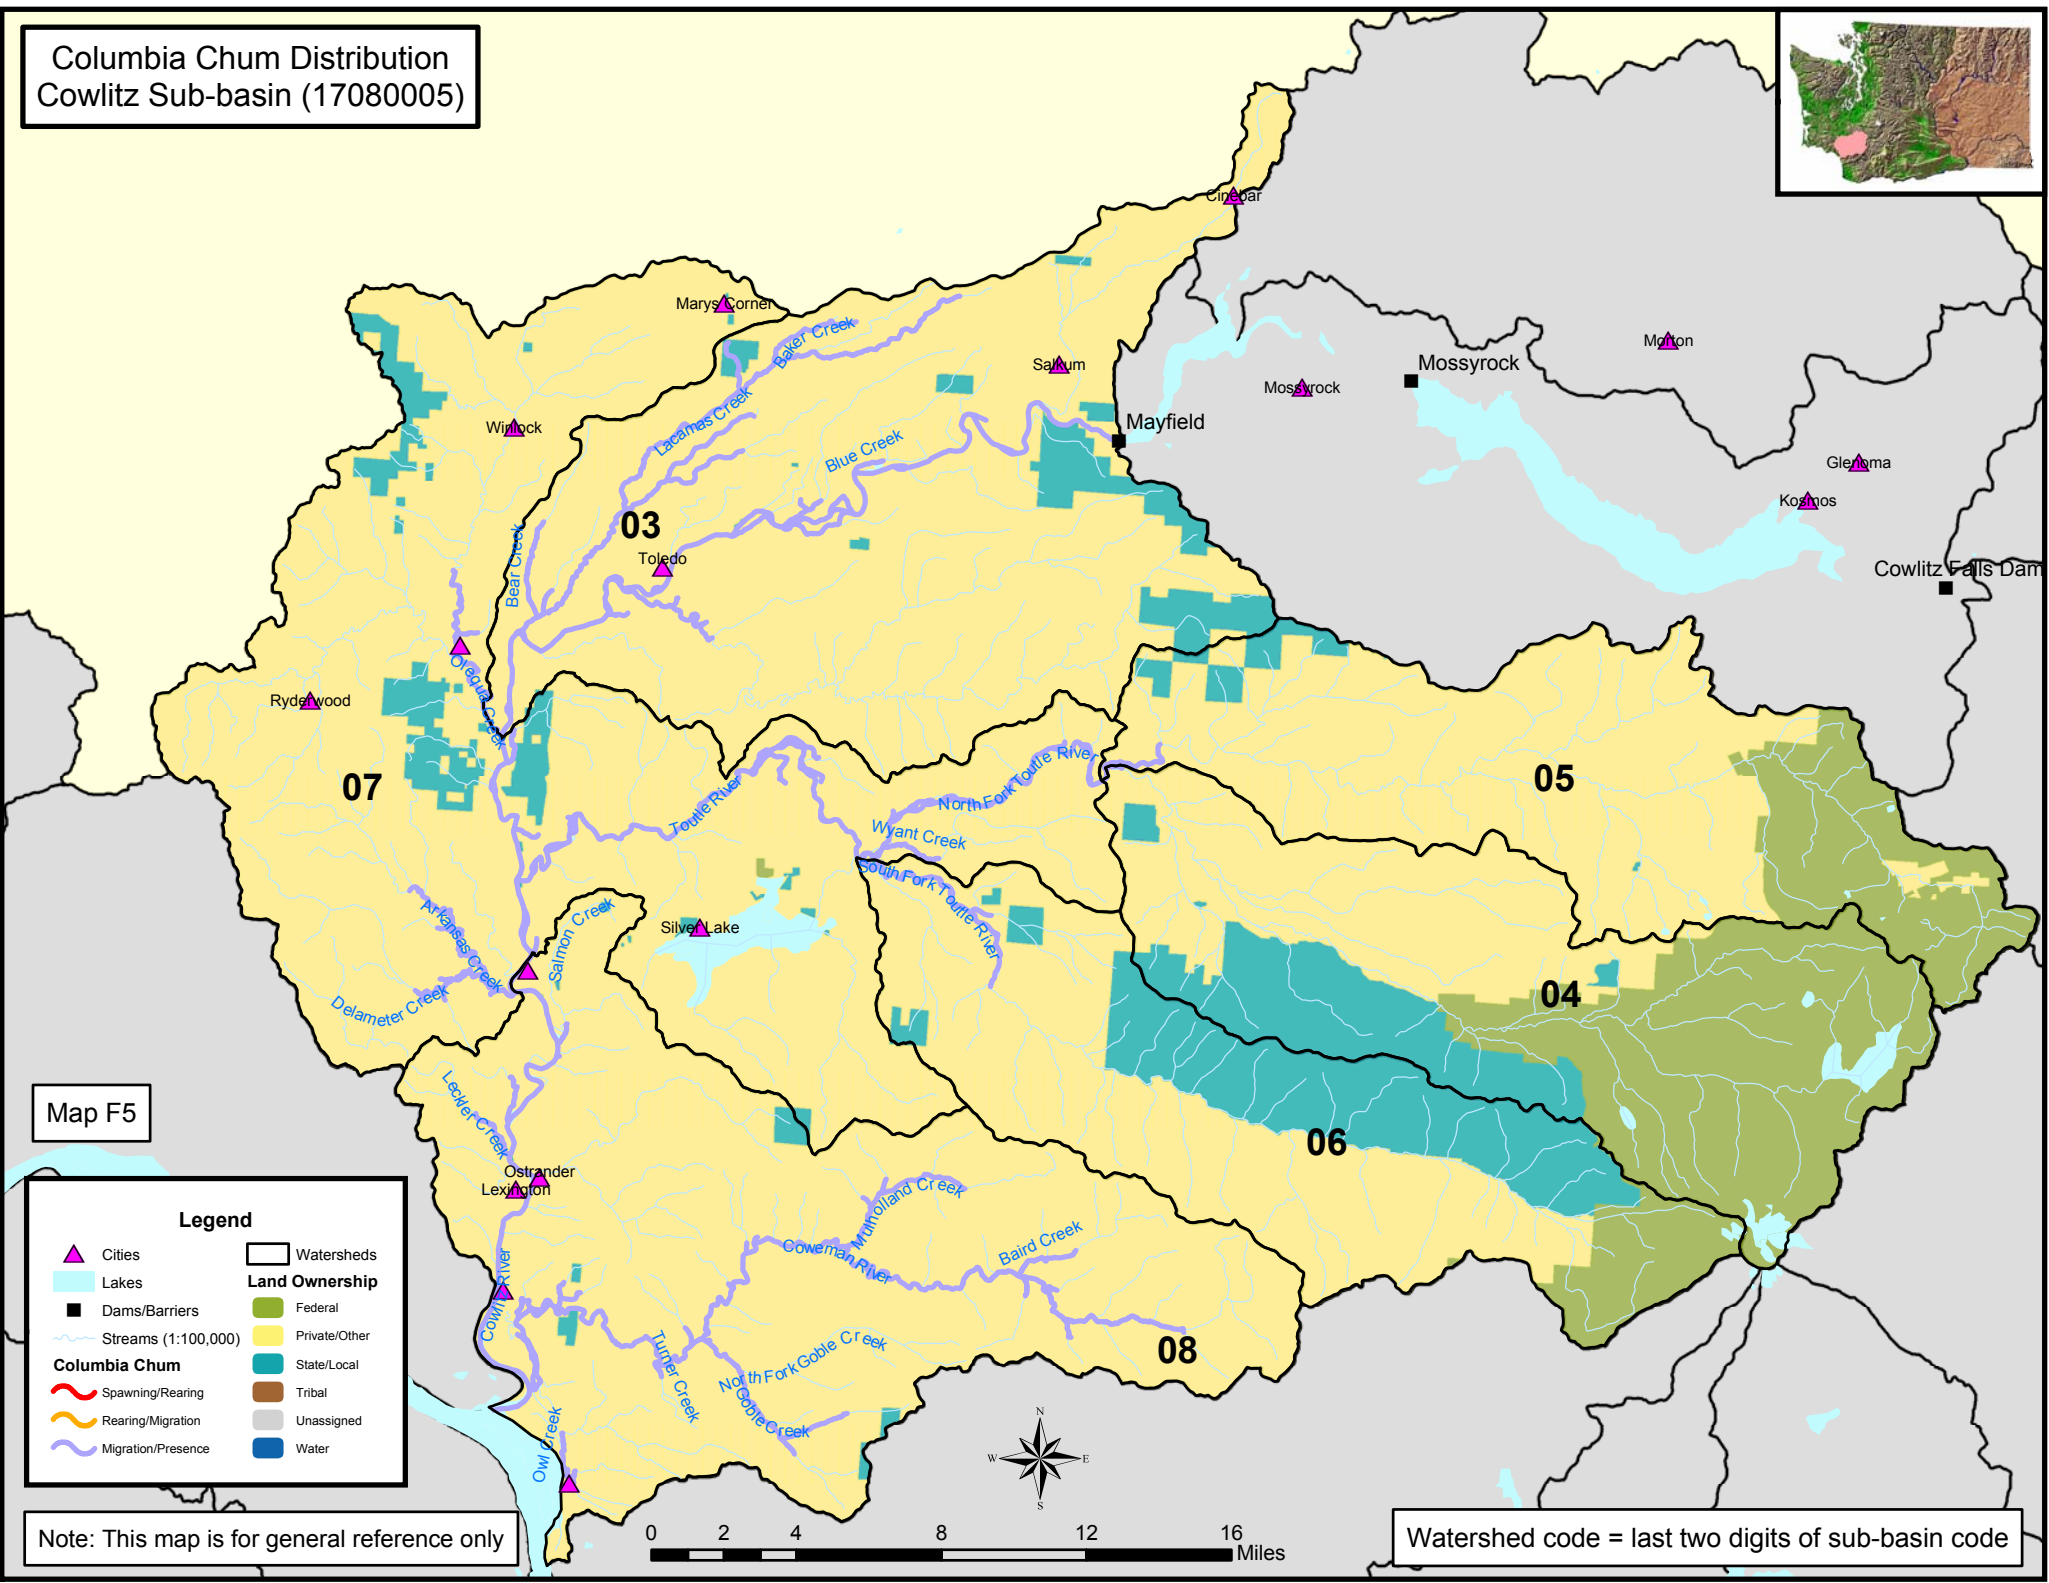 Columbia Chum Distribution
Cowlitz Sub-basin (17080005)
Cinebar
Marys Corner
Baker Creek
Salkum
Morton
Mossyrock
Mossyrock
Winlock
Lacamas Creek
Mayfield
Blue Creek
Glenoma
Kosmos
03
Bear Creek
Toledo
Cowlitz Falls Dam
Olequa Creek
Ryderwood
07
Toutle River
North Fork Toutle River
05
Wyant Creek
South Fork Toutle River
Arkansas Creek
Salmon Creek
Silver Lake
Delameter Creek
04
Map F5
Leckler Creek
06
Ostrander
Lexington
Mulholland Creek
Coweman River
Baird Creek
Cowlitz River
Turner Creek
North Fork Goble Creek
Goble Creek
08
Owl Creek
Legend
Cities
Lakes
Dams/Barriers
Streams (1:100,000)
Columbia Chum
Spawning/Rearing
Rearing/Migration
Migration/Presence
Watersheds
Land Ownership
Federal
Private/Other
State/Local
Tribal
Unassigned
Water
N
W E
S
Note: This map is for general reference only
0 2 4 8 12 16
Miles
Watershed code = last two digits of sub-basin code